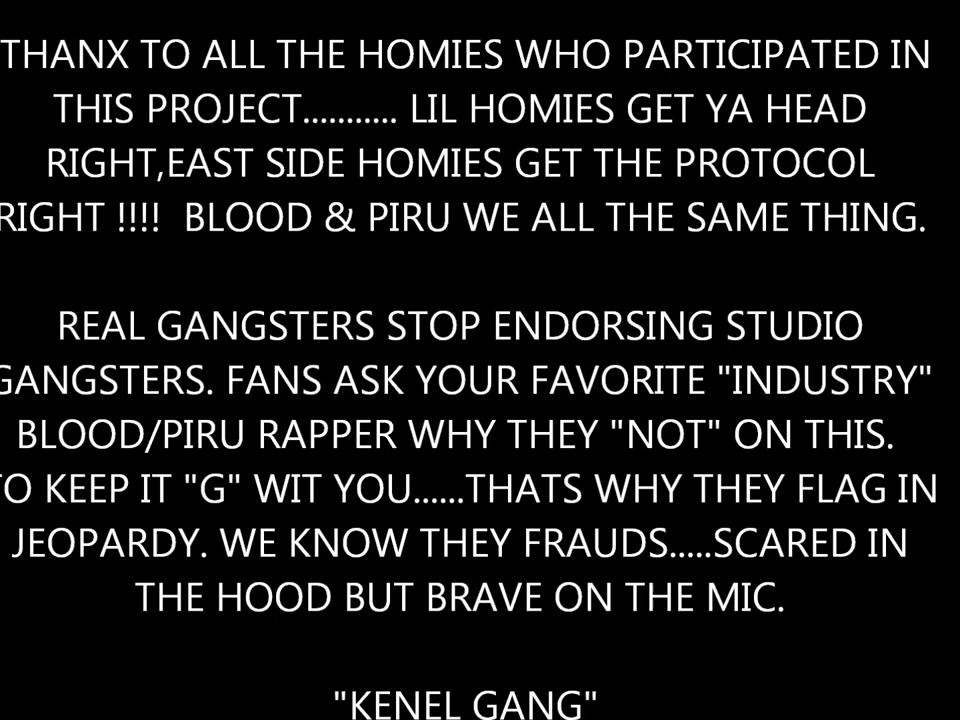 THANX TO ALL THE HOMIES WHO PARTICIPATED IN
THIS PROJECT........... LIL HOMIES GET YA HEAD
RIGHT,EAST SIDE HOMIES GET THE PROTOCOL
RIGHT !!!!  BLOOD & PIRU WE ALL THE SAME THING.
REAL GANGSTERS STOP ENDORSING STUDIO
GANGSTERS. FANS ASK YOUR FAVORITE "INDUSTRY"
BLOOD/PIRU RAPPER WHY THEY "NOT" ON THIS.
TO KEEP IT "G" WIT YOU......THATS WHY THEY FLAG IN
JEOPARDY. WE KNOW THEY FRAUDS.....SCARED IN
THE HOOD BUT BRAVE ON THE MIC.
"KENEL GANG"